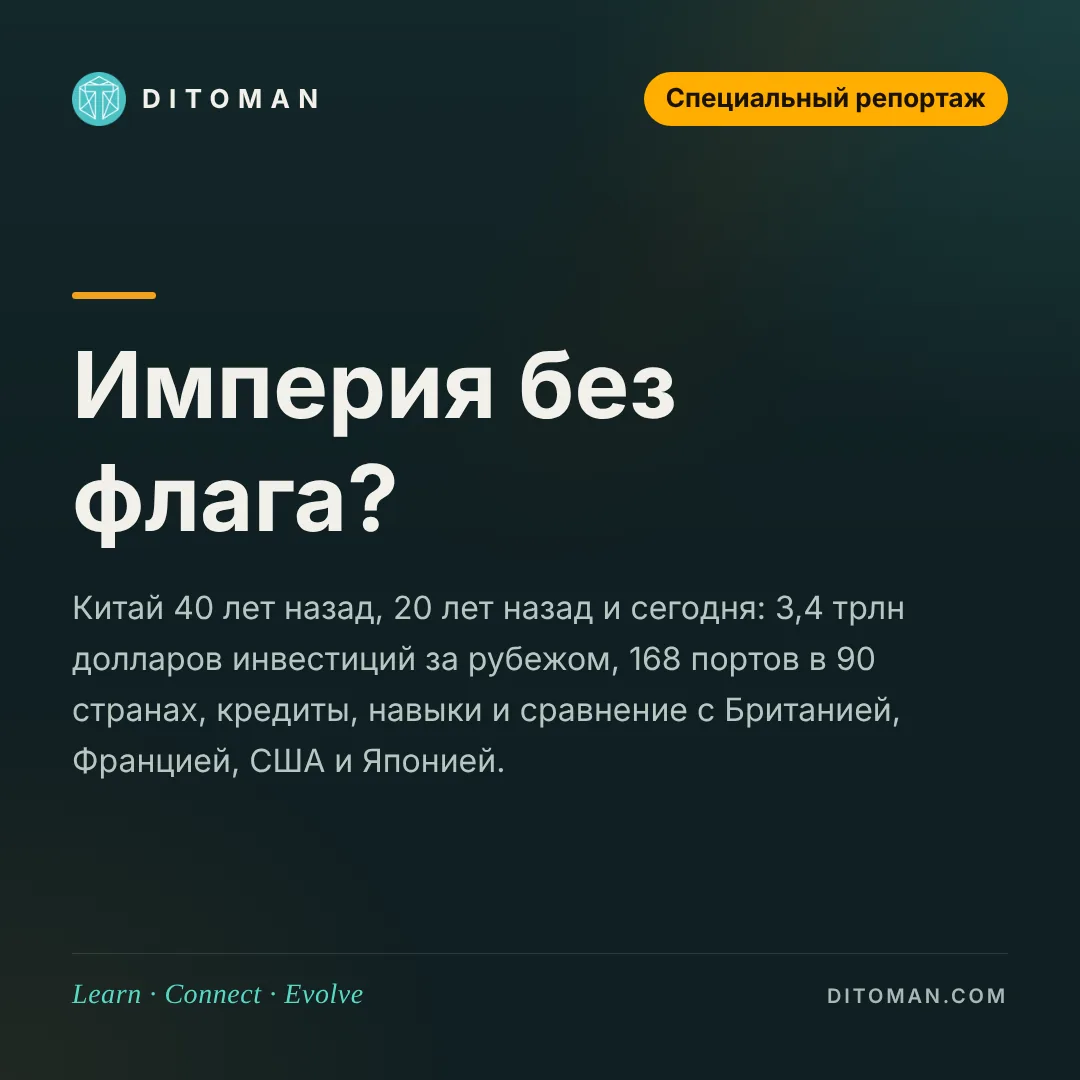 DITOMAN
Специальный репортаж
Империя без
флага?
Китай 40 лет назад, 20 лет назад и сегодня: 3,4 трлн
долларов инвестиций за рубежом, 168 портов в 90
странах, кредиты, навыки и сравнение с Британией,
Францией, США и Японией.
Learn · Connect · Evolve
DITOMAN.COM